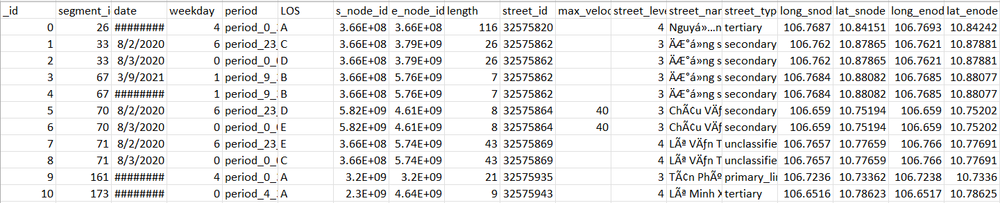 _id segment_i date weekday period LOS s_node_id e_node_id length street_id max_veloc street_leve street_nar street_typ long_snod lat_snode long_enod lat_enode
0 26 ######## 4 period_0_ A 3.66E+08 3.66E+08 116 32575820 4 Nguyá»…n tertiary 106.7687 10.84151 106.7693 10.84242
1 33 8/2/2020 6 period_23_ C 3.66E+08 3.79E+09 26 32575862 3 ÄÆ°á»ng s secondary 106.762 10.87865 106.7621 10.87881
2 33 8/3/2020 0 period_0_0 D 3.66E+08 3.79E+09 26 32575862 3 ÄÆ°á»ng s secondary 106.762 10.87865 106.7621 10.87881
3 67 3/9/2021 1 period_9_ B 3.66E+08 5.76E+09 7 32575862 3 ÄÆ°á»ng s secondary 106.7684 10.88082 106.7685 10.88077
4 67 ######## 1 period_9_ B 3.66E+08 5.76E+09 7 32575862 3 ÄÆ°á»ng s secondary 106.7684 10.88082 106.7685 10.88077
5 70 8/2/2020 6 period_23_ D 5.82E+09 4.61E+09 8 32575864 40 3 ChÃ¢u VÄƒ secondary 106.659 10.75194 106.659 10.75202
6 70 8/3/2020 0 period_0_0 E 5.82E+09 4.61E+09 8 32575864 40 3 ChÃ¢u VÄƒ secondary 106.659 10.75194 106.659 10.75202
7 71 8/2/2020 6 period_23_ E 3.66E+08 5.74E+09 43 32575869 4 LÃª VÄƒn T unclassifie 106.7657 10.77659 106.766 10.77691
8 71 8/3/2020 0 period_0_0 C 3.66E+08 5.74E+09 43 32575869 4 LÃª VÄƒn T unclassifie 106.7657 10.77659 106.766 10.77691
9 161 ######## 4 period_0_ A 3.2E+09 3.2E+09 21 32575935 3 TÃ¢n PhÃº primary_lin 106.7236 10.73362 106.7238 10.7336
10 173 ######## 0 period_4_ A 2.3E+09 4.64E+09 9 32575943 4 LÃª Minh X tertiary 106.6516 10.78623 106.6517 10.78625